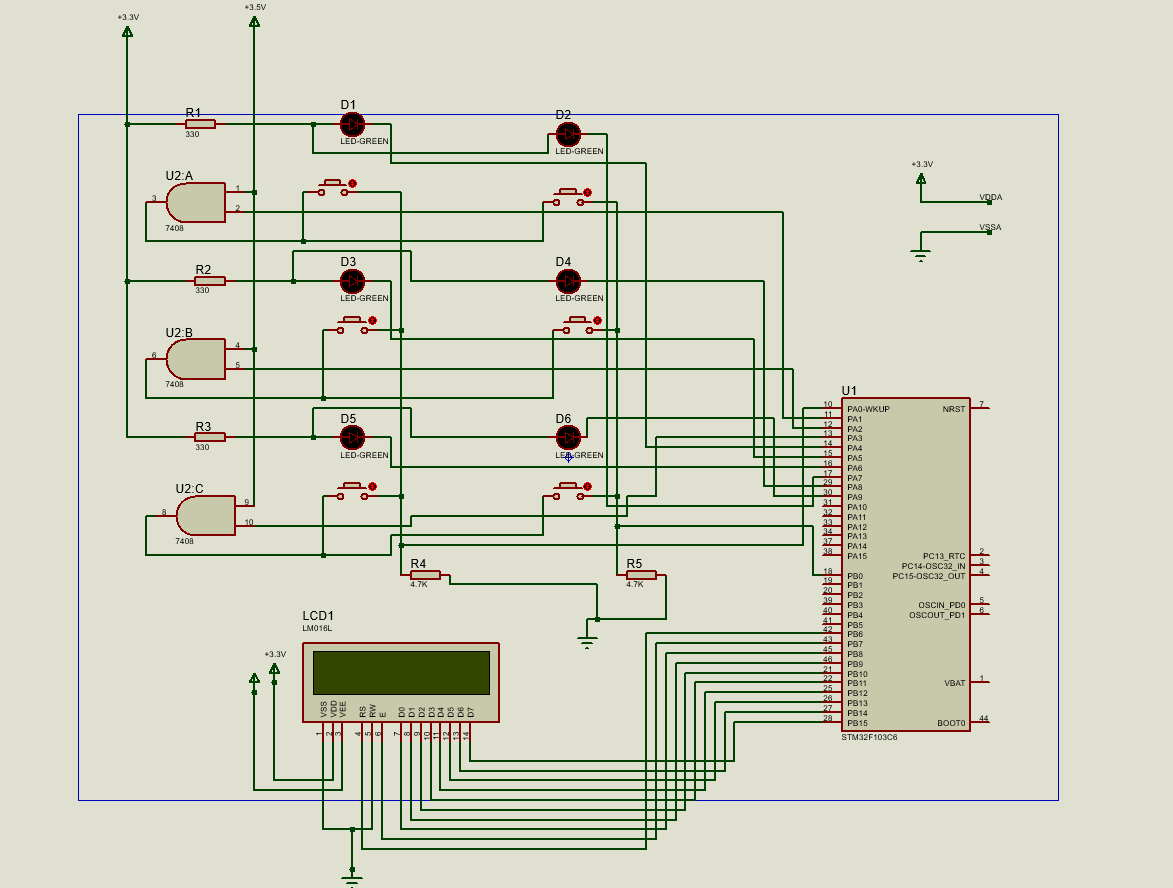 +3.3V
+3.5V
R1
330
D1
LED-GREEN
D2
LED-GREEN
+3.3V
VDDA
VSSA
U2:A
3
1
2
7408
R2
330
D3
LED-GREEN
D4
LED-GREEN
U2:B
6
4
5
7408
R3
330
D5
LED-GREEN
D6
LED-GREEN
U2:C
8
9
10
7408
R4
4.7K
R5
4.7K
U1
10 PA0-WKUP
11 PA1
12 PA2
13 PA3
14 PA4
15 PA5
16 PA6
17 PA7
29 PA8
30 PA9
31 PA10
32 PA11
33 PA12
34 PA13
37 PA14
38 PA15
18 PB0
19 PB1
20 PB2
39 PB3
40 PB4
41 PB5
42 PB6
43 PB7
45 PB8
46 PB9
21 PB10
22 PB11
25 PB12
26 PB13
27 PB14
28 PB15
NRST 7
PC13_RTC 2
PC14-OSC32_IN 3
PC15-OSC32_OUT 4
OSCIN_PD0 5
OSCOUT_PD1 6
VBAT 1
BOOT0 44
STM32F103C6
LCD1
LM016L
+3.3V
VSS VDD VEE RS RW E D0 D1 D2 D3 D4 D5 D6 D7
1 2 3 4 5 6 7 8 9 10 11 12 13 14